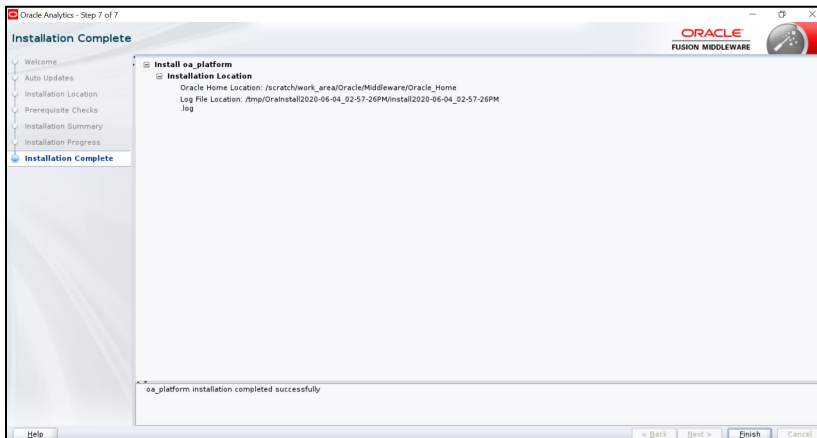 Oracle Analytics - Step 7 of 7
Installation Complete
ORACLE
FUSION MIDDLEWARE
Welcome
Auto Updates
Installation Location
Prerequisite Checks
Installation Summary
Installation Progress
Installation Complete
Install oa_platform
Installation Location
Oracle Home Location: /scratch/work_area/Oracle/Middleware/Oracle_Home
Log File Location: /tmp/OraInstall2020-06-04_02-57-26PM/install2020-06-04_02-57-26PM
.log
oa_platform installation completed successfully
Help
< Back
Next >
Finish
Cancel